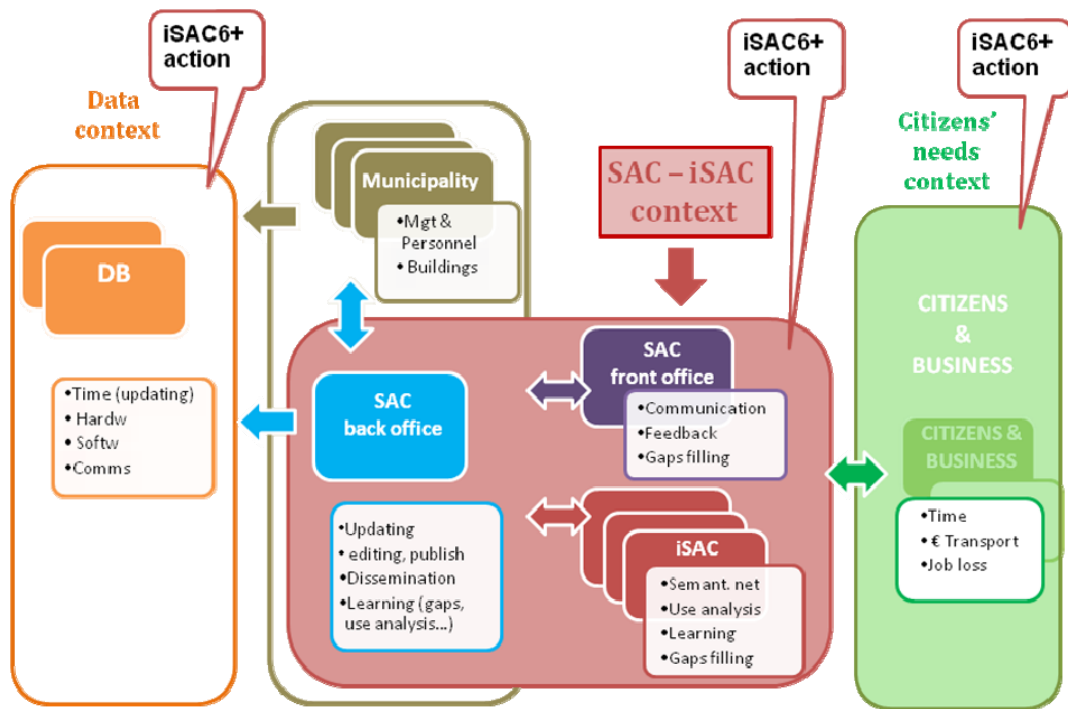 iSAC6+
action
iSAC6+
action
iSAC6+
action
Data
context
Citizens'
needs
context
SAC – iSAC
context
Municipality
•Mgt &
Personnel
•Buildings
DB
•Time (updating)
• Hardw
• Softw
•Comms
SAC
back office
•Updating
• editing, publish
•Dissemination
•Learning (gaps,
use analysis...)
SAC
front office
•Communication
•Feedback
•Gaps filling
iSAC
•Semant. net
•Use analysis
•Learning
•Gaps filling
CITIZENS
&
BUSINESS
CITIZENS &
BUSINESS
•Time
• € Transport
•Job loss